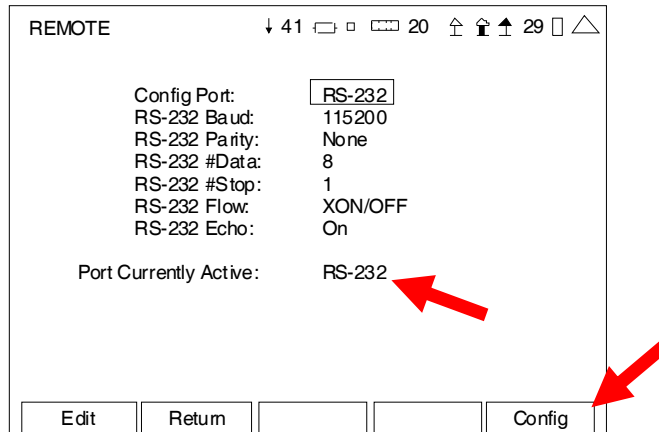 REMOTE 41 20 29
Config Port: RS-232
RS-232 Baud: 115200
RS-232 Parity: None
RS-232 #Data: 8
RS-232 #Stop: 1
RS-232 Flow: XON/OFF
RS-232 Echo: On
Port Currently Active: RS-232
Edit Return Config